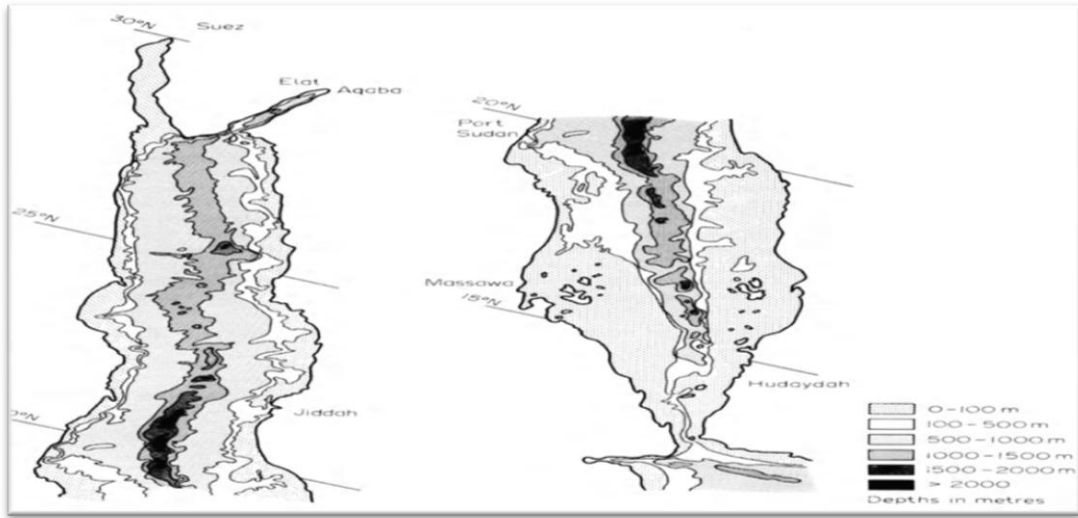 30°N
Suez
Elat
Aqaba
25°N
Jiddah
0°N
20°N
Port
Sudan
Massawa
15°N
Hudaydah
0-100 m
100-500 m
500-1000 m
1000-1500 m
1500-2000 m
> 2000
Depths in metres